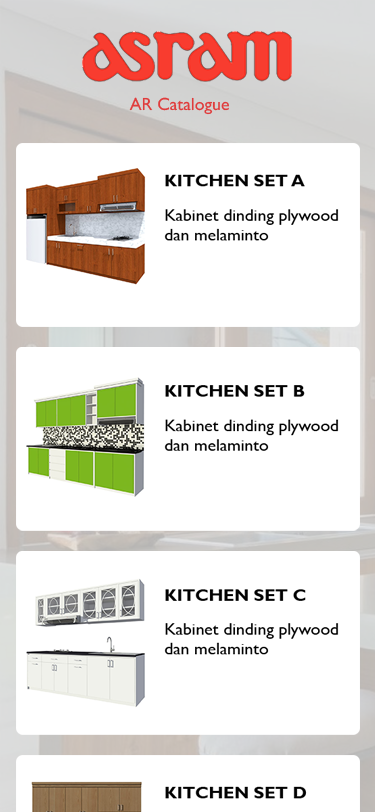 asram
AR Catalogue
KITCHEN SET A
Kabinet dinding plywood
dan melaminto
KITCHEN SET B
Kabinet dinding plywood
dan melaminto
KITCHEN SET C
Kabinet dinding plywood
dan melaminto
KITCHEN SET D